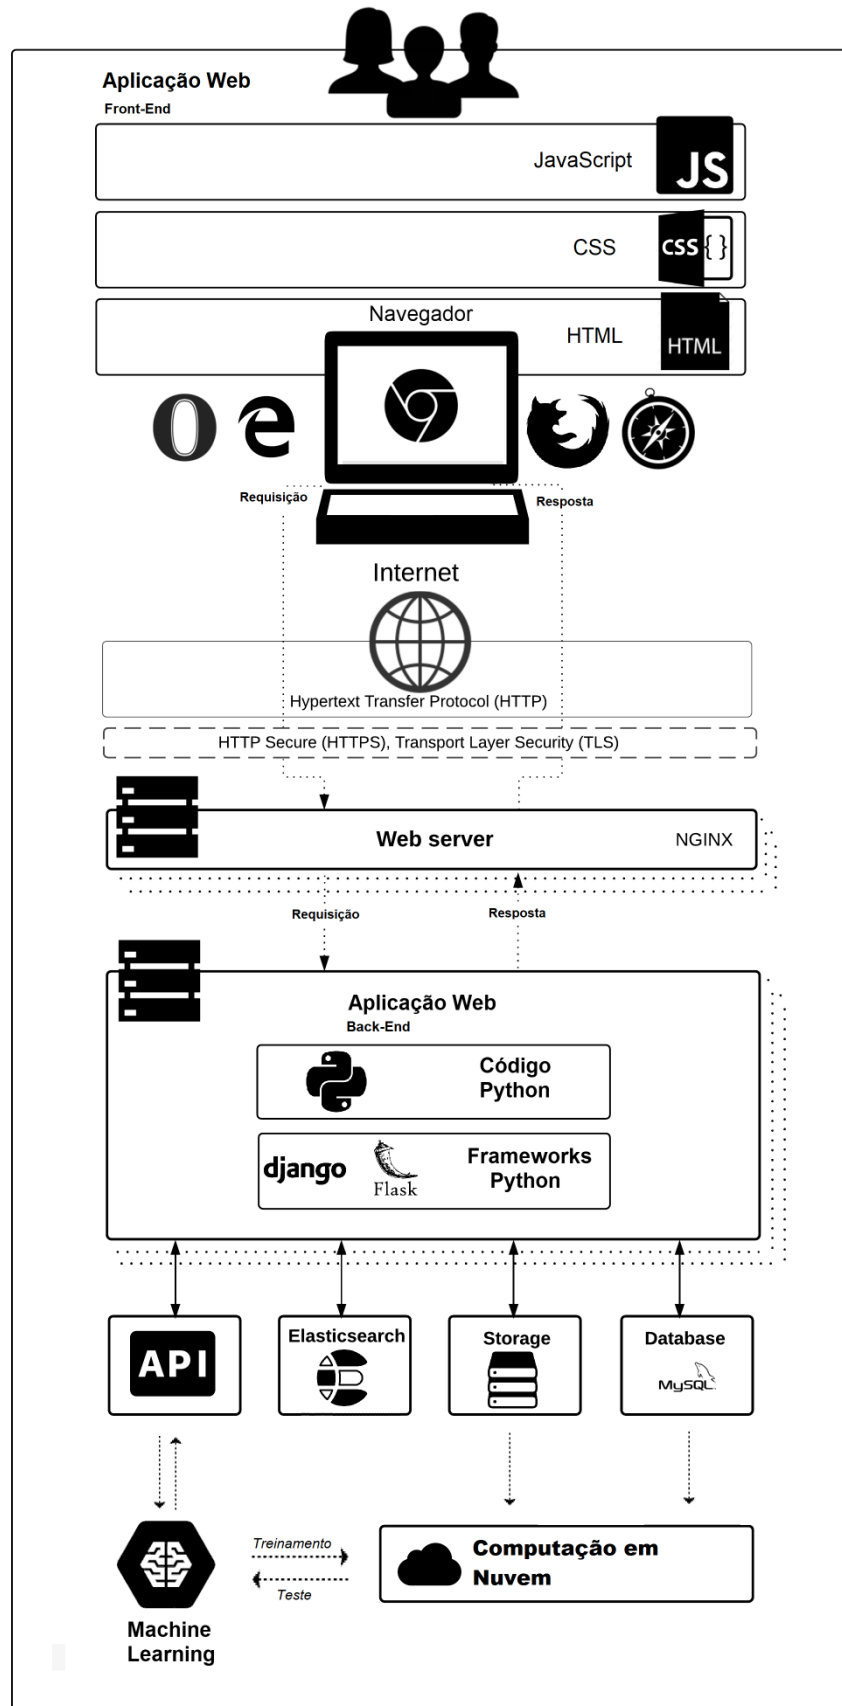 Aplicação Web
Front-End
JavaScript
JS
CSS
CSS {}
HTML
HTML
Navegador
Requisição
Resposta
Internet
Hypertext Transfer Protocol (HTTP)
HTTP Secure (HTTPS), Transport Layer Security (TLS)
Web server
NGINX
Requisição
Resposta
Aplicação Web
Back-End
Código
Python
django
Flask
Frameworks
Python
API
Elasticsearch
Storage
Database
MySQL
Treinamento
Teste
Computação em
Nuvem
Machine
Learning